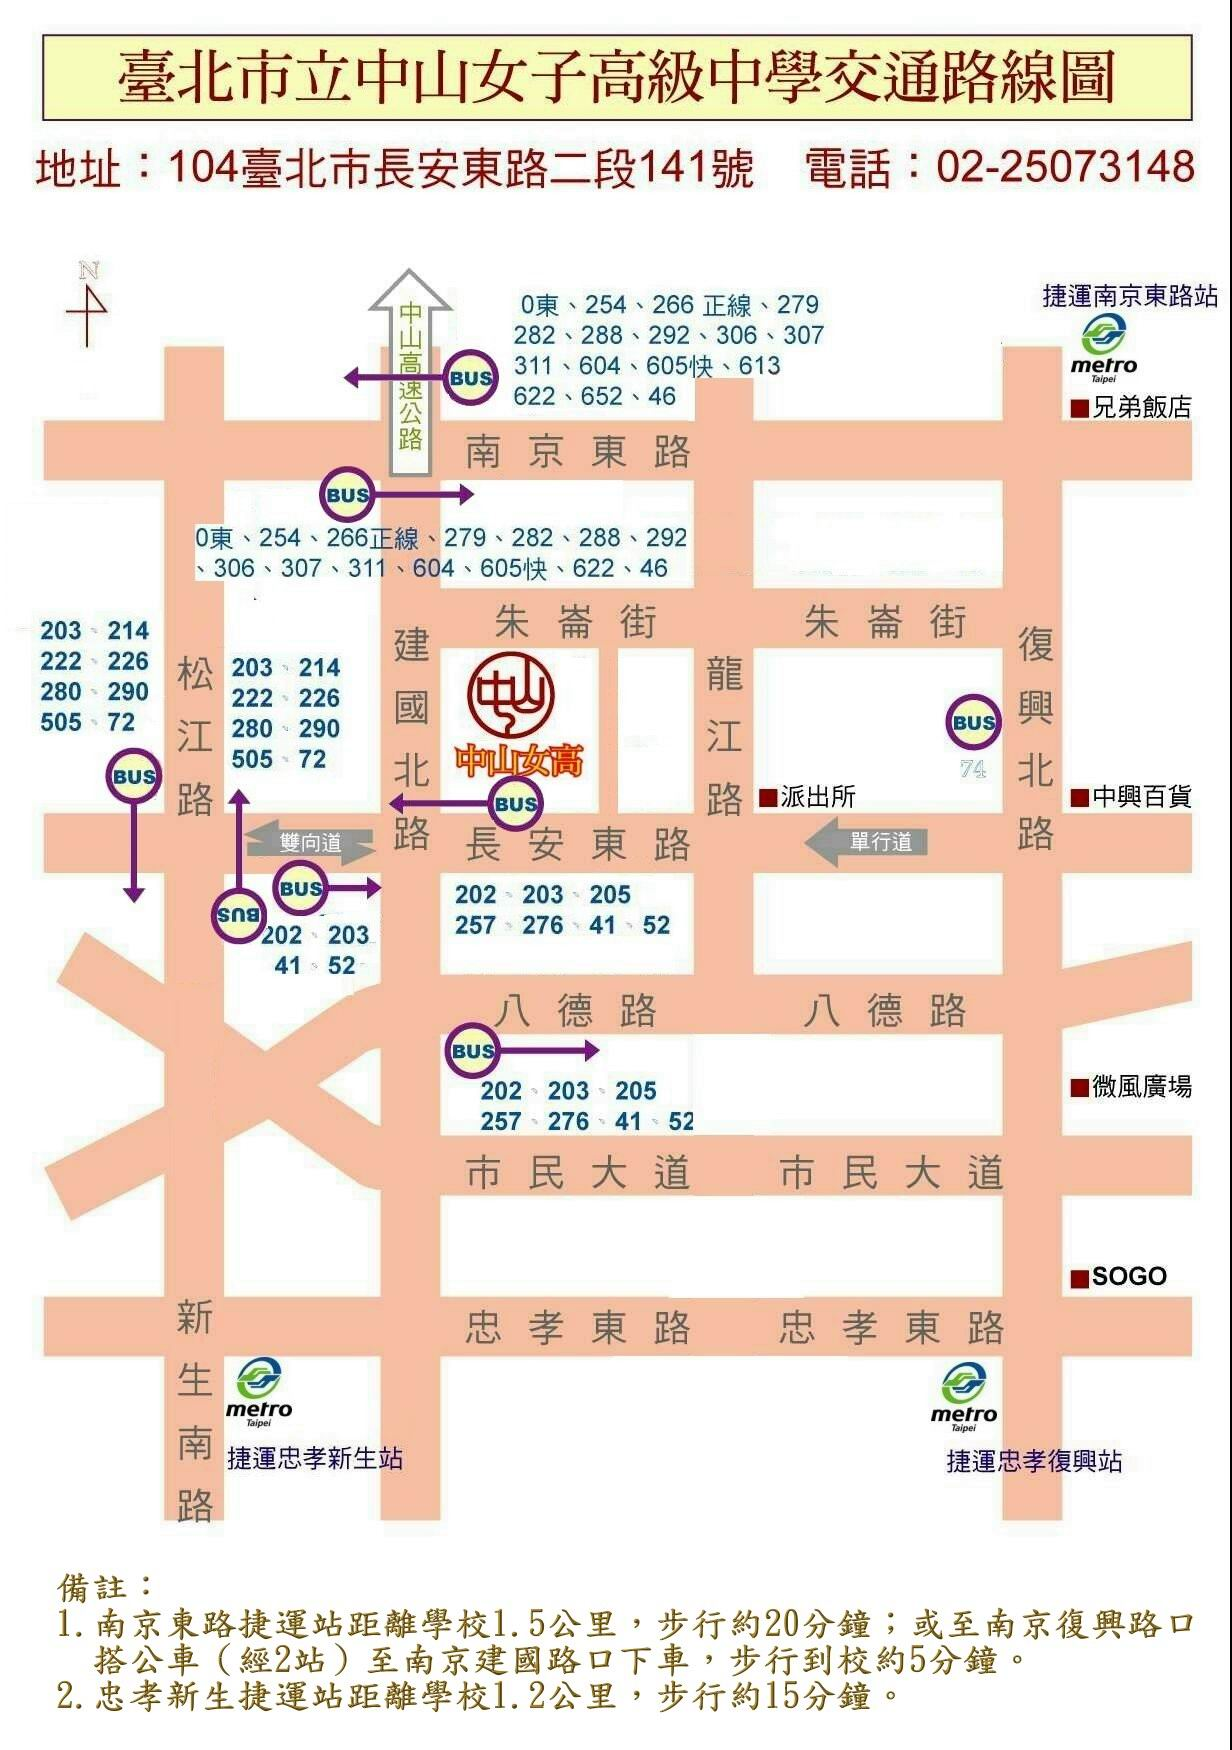 臺北市立中山女子高級中學交通路線圖
地址：104臺北市長安東路二段141號　電話：02-25073148
N
中山高速公路
0東、254、266 正線、279
282、288、292、306、307
311、604、605快、613
622、652、46
BUS
捷運南京東路站
metro
Taipei
兄弟飯店
南京東路
BUS
0東、254、266正線、279、282、288、292
、306、307、311、604、605快、622、46
朱崙街
朱崙街
203、214
222、226
280、290
505、72
BUS
松江路
203、214
222、226
280、290
505、72
BUS
建國北路
中山
中山女高
BUS
龍江路
派出所
BUS
74
復興北路
中興百貨
雙向道
長安東路
單行道
BUS
202、203
41、52
202、203、205
257、276、41、52
八德路
八德路
BUS
202、203、205
257、276、41、52
微風廣場
市民大道
市民大道
SOGO
新生南路
忠孝東路
忠孝東路
metro
Taipei
捷運忠孝新生站
metro
Taipei
捷運忠孝復興站
備註：
1.南京東路捷運站距離學校1.5公里，步行約20分鐘；或至南京復興路口
搭公車（經2站）至南京建國路口下車，步行到校約5分鐘。
2.忠孝新生捷運站距離學校1.2公里，步行約15分鐘。